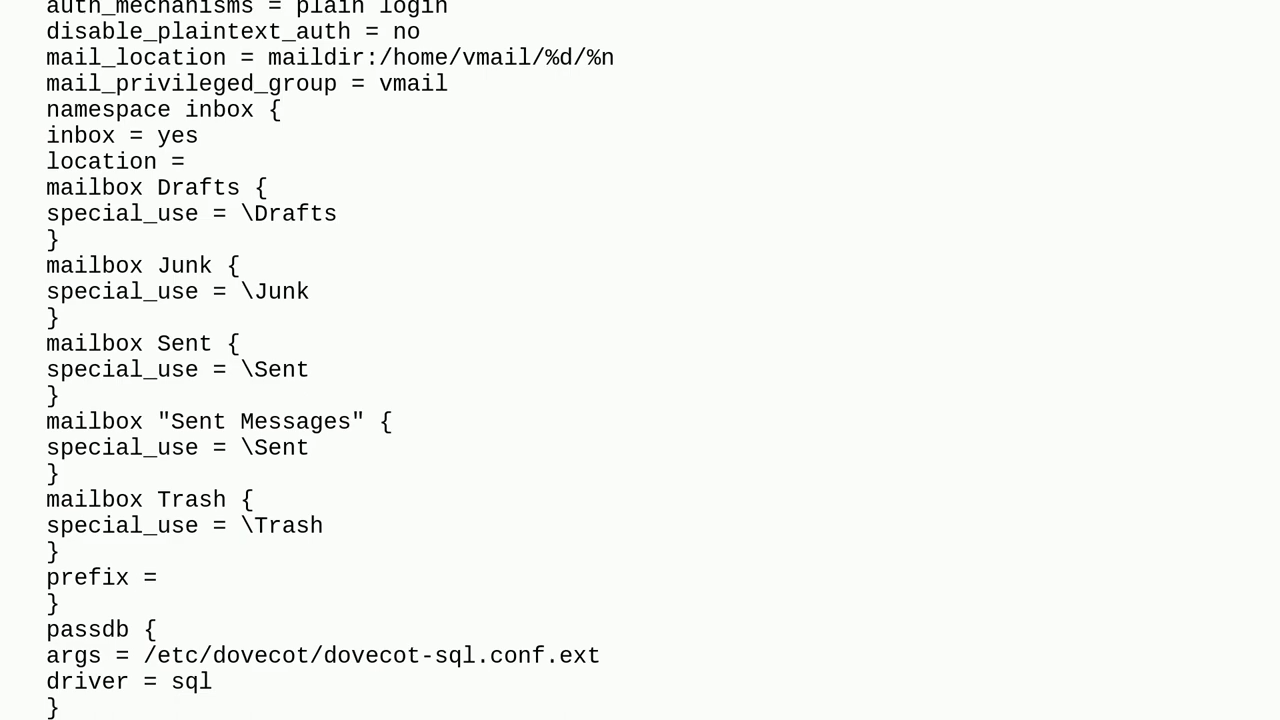 auth_mechanisms = plain login
disable_plaintext_auth = no
mail_location = maildir:/home/vmail/%d/%n
mail_privileged_group = vmail
namespace inbox {
inbox = yes
location =
mailbox Drafts {
special_use = \Drafts
}
mailbox Junk {
special_use = \Junk
}
mailbox Sent {
special_use = \Sent
}
mailbox "Sent Messages" {
special_use = \Sent
}
mailbox Trash {
special_use = \Trash
}
prefix =
}
passdb {
args = /etc/dovecot/dovecot-sql.conf.ext
driver = sql
}